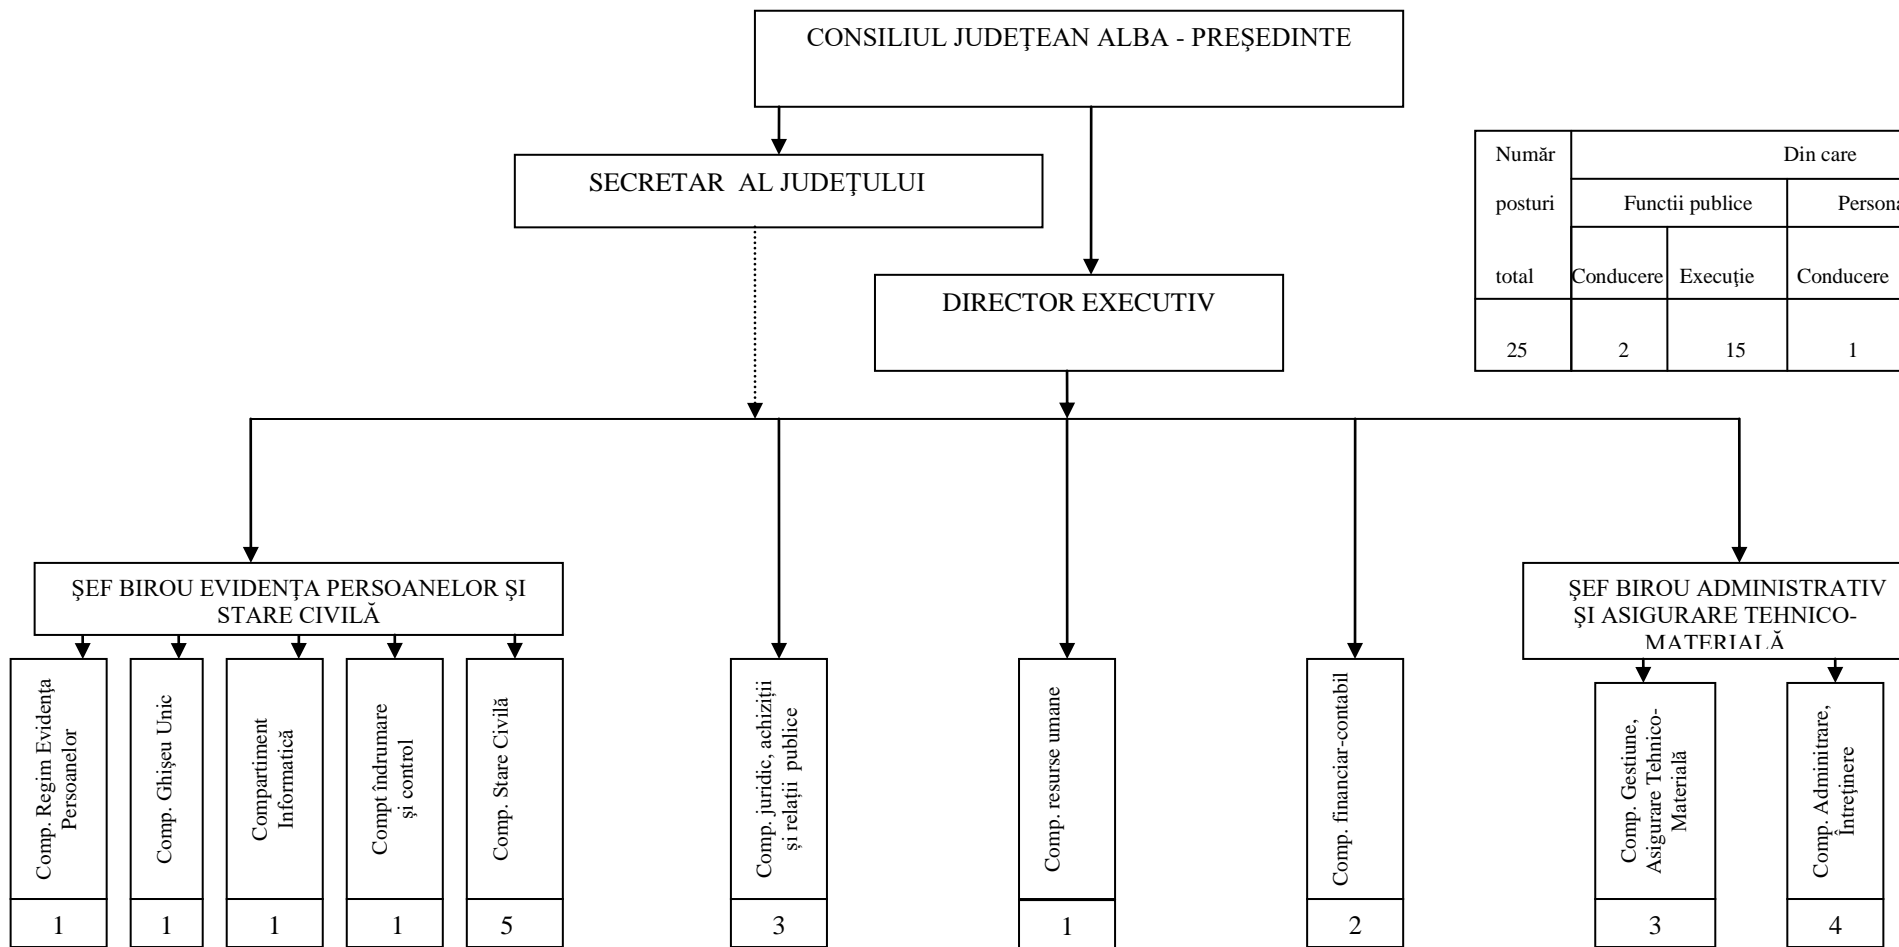 CONSILIUL JUDEŢEAN ALBA - PREŞEDINTE
SECRETAR AL JUDEŢULUI
DIRECTOR EXECUTIV
Număr
posturi
total
Din care
Functii publice
Conducere Execuţie Conducere
25 2 15 1
ŞEF BIROU EVIDENŢA PERSOANELOR ŞI
STARE CIVILĂ
ŞEF BIROU ADMINISTRATIV
ŞI ASIGURARE TEHNICO-
MATERIALĂ
Comp. Regim Evidenţa
Persoanelor
1
Comp. Ghişeu Unic
1
Compartiment
Informatică
1
Compt îndrumare
şi control
1
Comp. Stare Civilă
5
Comp. juridic, achiziții
și relații publice
3
Comp. resurse umane
1
Comp. financiar-contabil
2
Comp. Gestiune,
Asigurare Tehnico-
Materială
3
Comp. Adminitrare,
Întreţinere
4